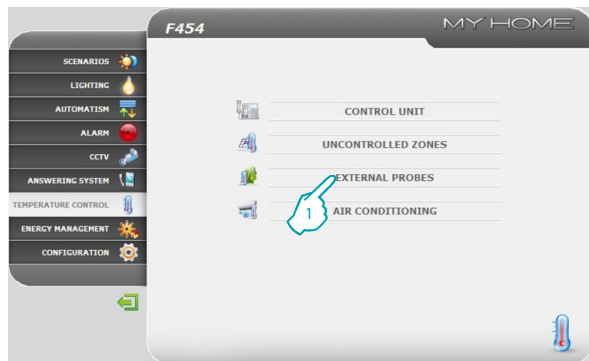 F454
MY HOME
SCENARIOS
LIGHTING
AUTOMATISM
ALARM
CCTV
ANSWERING SYSTEM
TEMPERATURE CONTROL
ENERGY MANAGEMENT
CONFIGURATION
CONTROL UNIT
UNCONTROLLED ZONES
EXTERNAL PROBES
1
AIR CONDITIONING